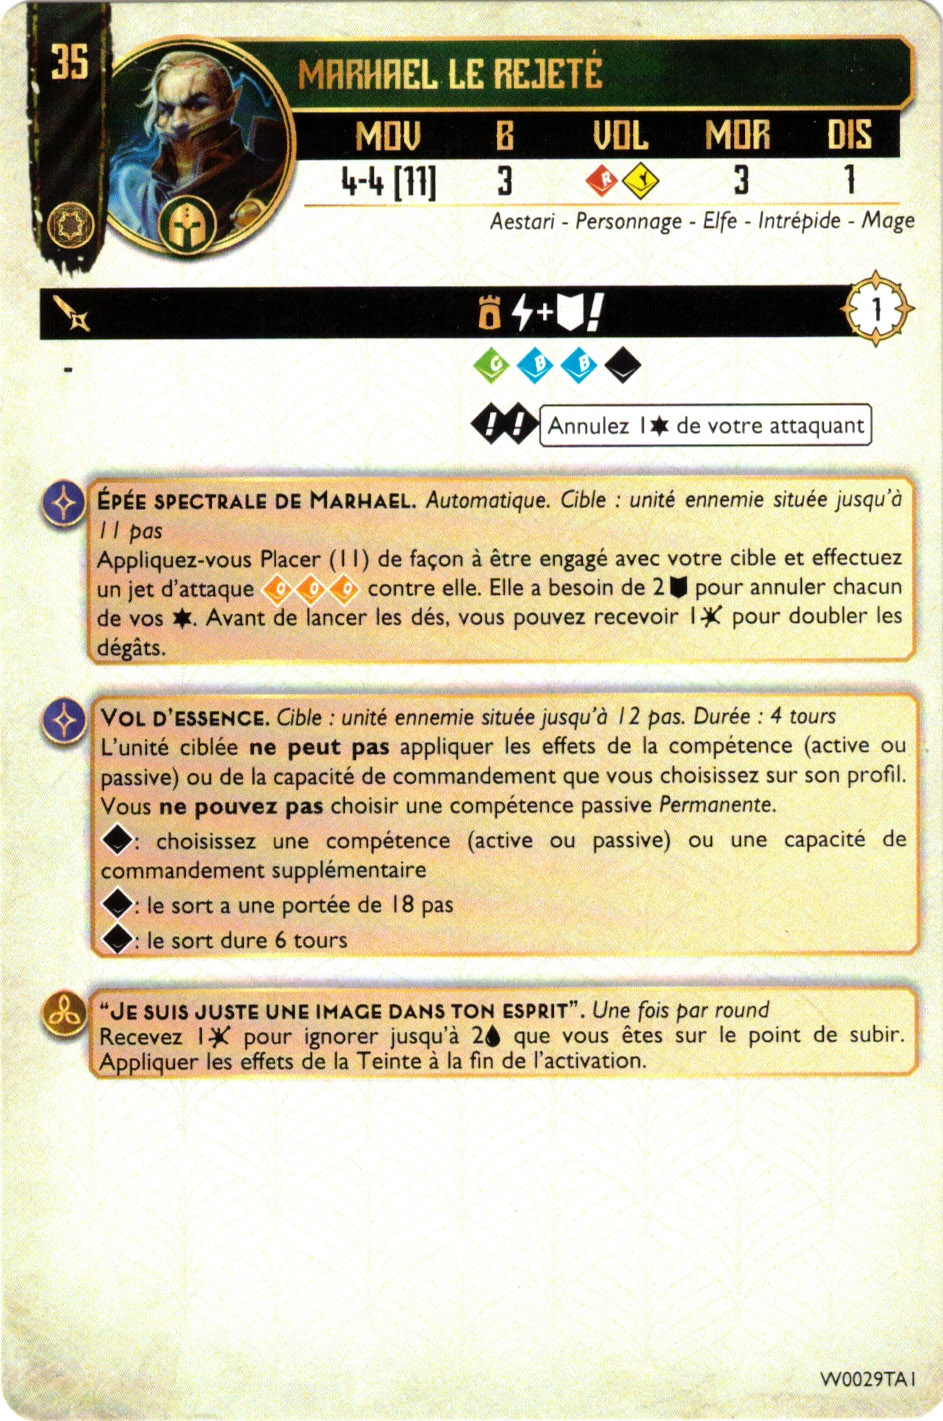 35
MARHAEL LE REJETÉ
MOV B VOL MOR DIS
4-4 [11] 3 R Y 3 1
Aestari - Personnage - Elfe - Intrépide - Mage
+ ! 1
- G B B
! ! Annulez 1 de votre attaquant
ÉPÉE SPECTRALE DE MARHAEL. Automatique. Cible : unité ennemie située jusqu'à
11 pas
Appliquez-vous Placer (11) de façon à être engagé avec votre cible et effectuez
un jet d'attaque O O O contre elle. Elle a besoin de 2 pour annuler chacun
de vos . Avant de lancer les dés, vous pouvez recevoir 1 pour doubler les
dégâts.
VOL D'ESSENCE. Cible : unité ennemie située jusqu'à 12 pas. Durée : 4 tours
L'unité ciblée ne peut pas appliquer les effets de la compétence (active ou
passive) ou de la capacité de commandement que vous choisissez sur son profil.
Vous ne pouvez pas choisir une compétence passive Permanente.
: choisissez une compétence (active ou passive) ou une capacité de
commandement supplémentaire
: le sort a une portée de 18 pas
: le sort dure 6 tours
"JE SUIS JUSTE UNE IMAGE DANS TON ESPRIT". Une fois par round
Recevez 1 pour ignorer jusqu'à 2 que vous êtes sur le point de subir.
Appliquer les effets de la Teinte à la fin de l'activation.
W0029TA1